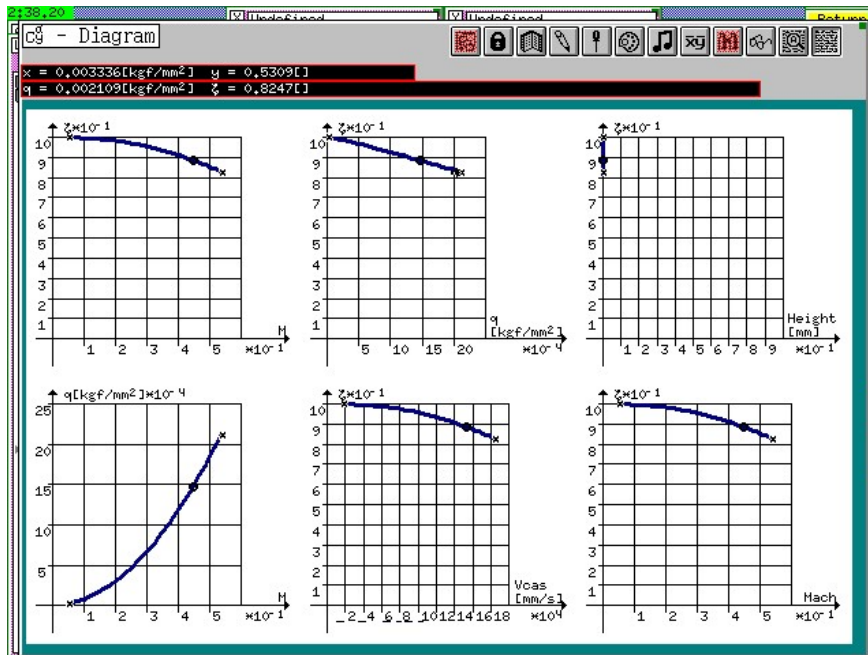 2:38.20
Undefined
Undefined
Return
Cg - Diagram
xy
x = 0.003336[kgf/mm²] y = 0.5309[]
q = 0.002109[kgf/mm²] ζ = 0.8247[]
ζ*10⁻¹
10
9
8
7
6
5
4
3
2
1
M
1 2 3 4 5 *10⁻¹
ζ*10⁻¹
10
9
8
7
6
5
4
3
2
1
q
[kgf/mm²]
5 10 15 20 *10⁻⁴
ζ*10⁻¹
10
9
8
7
6
5
4
3
2
1
Height
[mm]
1 2 3 4 5 6 7 8 9 *10⁻¹
q[kgf/mm²]*10⁻⁴
25
20
15
10
5
M
1 2 3 4 5 *10⁻¹
ζ*10⁻¹
10
9
8
7
6
5
4
3
2
1
Vcas
[mm/s]
2 4 6 8 10 12 14 16 18 *10⁴
ζ*10⁻¹
10
9
8
7
6
5
4
3
2
1
Mach
1 2 3 4 5 *10⁻¹